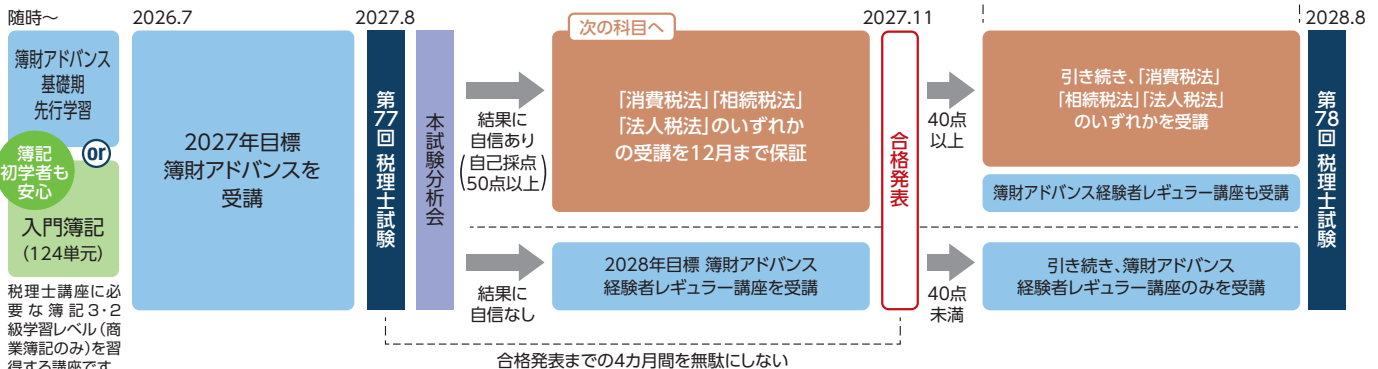 随時~
簿財アドバンス
基礎期
先行学習
or
簿記
初学者も
安心
入門簿記
(124単元)
税理士講座に必
要な簿記3・2
級学習レベル(商
業簿記のみ)を習
得する講座です
2026.7
2027年目標
簿財アドバンスを
受講
2027.8
第77回 税理士試験
本試験分析会
結果に
自信あり
(自己採点
50点以上)
次の科目へ
「消費税法」「相続税法」
「法人税法」のいずれか
の受講を12月まで保証
結果に
自信なし
2028年目標 簿財アドバンス
経験者レギュラー講座を受講
2027.11
合格発表
40点
以上
引き続き、「消費税法」
「相続税法」「法人税法」
のいずれかを受講
簿財アドバンス経験者レギュラー講座も受講
40点
未満
引き続き、簿財アドバンス
経験者レギュラー講座のみを受講
2028.8
第78回 税理士試験
合格発表までの4カ月間を無駄にしない